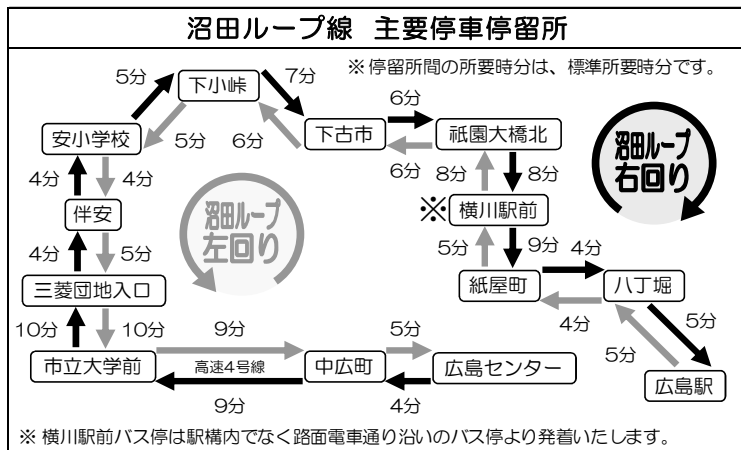 沼田ループ線 主要停車停留所
※停留所間の所要時分は、標準所要時分です。
5分
下小峠
7分
6分
安小学校
5分
6分
下古市
祇園大橋北
沼田ループ
右回り
6分
4分
4分
8分
8分
伴安
沼田ループ
左回り
※
横川駅前
4分
5分
5分
9分
4分
三菱団地入口
紙屋町
八丁堀
10分
10分
9分
5分
4分
5分
5分
市立大学前
高速4号線
中広町
広島センター
広島駅
9分
4分
※ 横川駅前バス停は駅構内でなく路面電車通り沿いのバス停より発着いたします。